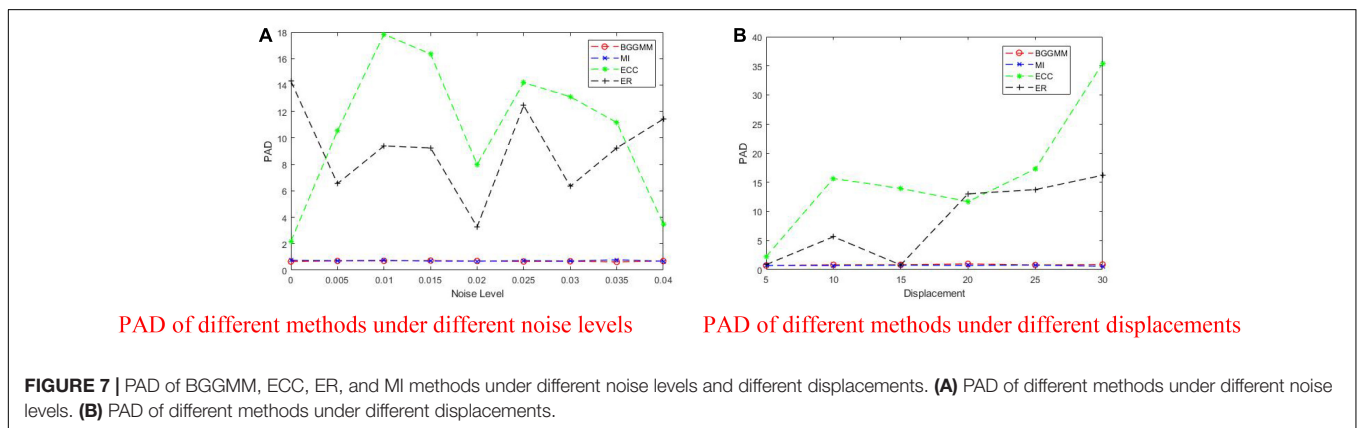 A
18
16
14
12
10
8
6
4
2
0
PAD
0 0.005 0.01 0.015 0.02 0.025 0.03 0.035 0.04
Noise Level
BGGMM
MI
ECC
ER
PAD of different methods under different noise levels
B
40
35
30
25
20
15
10
5
0
PAD
5 10 15 20 25 30
Displacement
BGGMM
MI
ECC
ER
PAD of different methods under different displacements
FIGURE 7 | PAD of BGGMM, ECC, ER, and MI methods under different noise levels and different displacements. (A) PAD of different methods under different noise
levels. (B) PAD of different methods under different displacements.